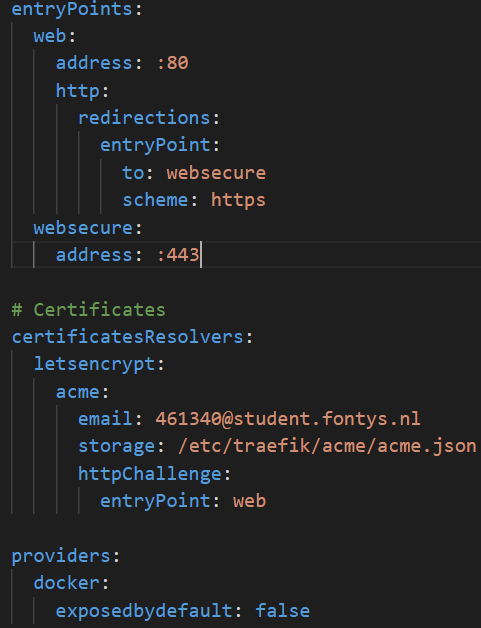 entryPoints:
  web:
    address: :80
    http:
      redirections:
        entryPoint:
          to: websecure
          scheme: https
  websecure:
    address: :443

# Certificates
certificatesResolvers:
  letsencrypt:
    acme:
      email: 461340@student.fontys.nl
      storage: /etc/traefik/acme/acme.json
      httpChallenge:
        entryPoint: web

providers:
  docker:
    exposedbydefault: false